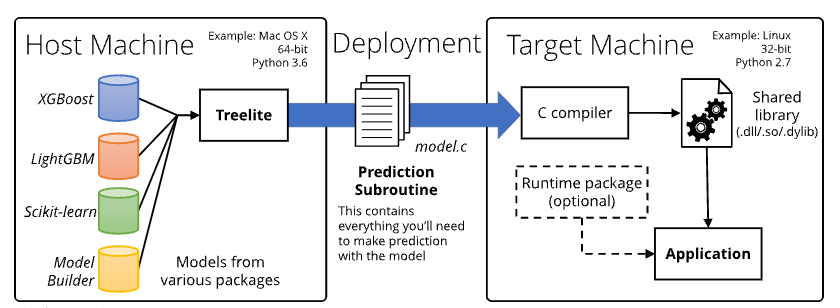 Host Machine
Example: Mac OS X
64-bit
Python 3.6
XGBoost
LightGBM
Scikit-learn
Model
Builder
Treelite
Models from
various packages
Deployment
model.c
Prediction
Subroutine
This contains
everything you'll need
to make prediction
with the model
Target Machine
Example: Linux
32-bit
Python 2.7
C compiler
Shared
library
(.dll/.so/.dylib)
Runtime package
(optional)
Application